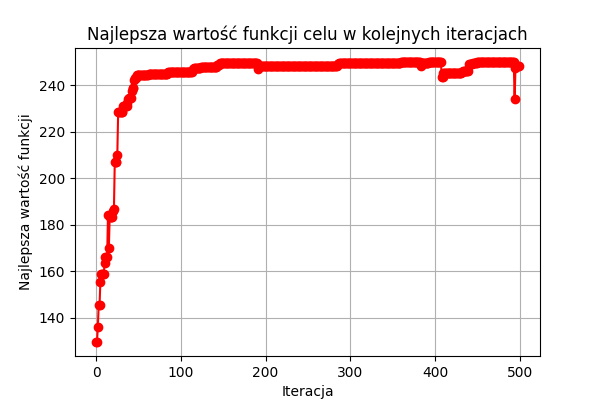 Najlepsza wartość funkcji celu w kolejnych iteracjach
Najlepsza wartość funkcji
240
220
200
180
160
140
0 100 200 300 400 500
Iteracja